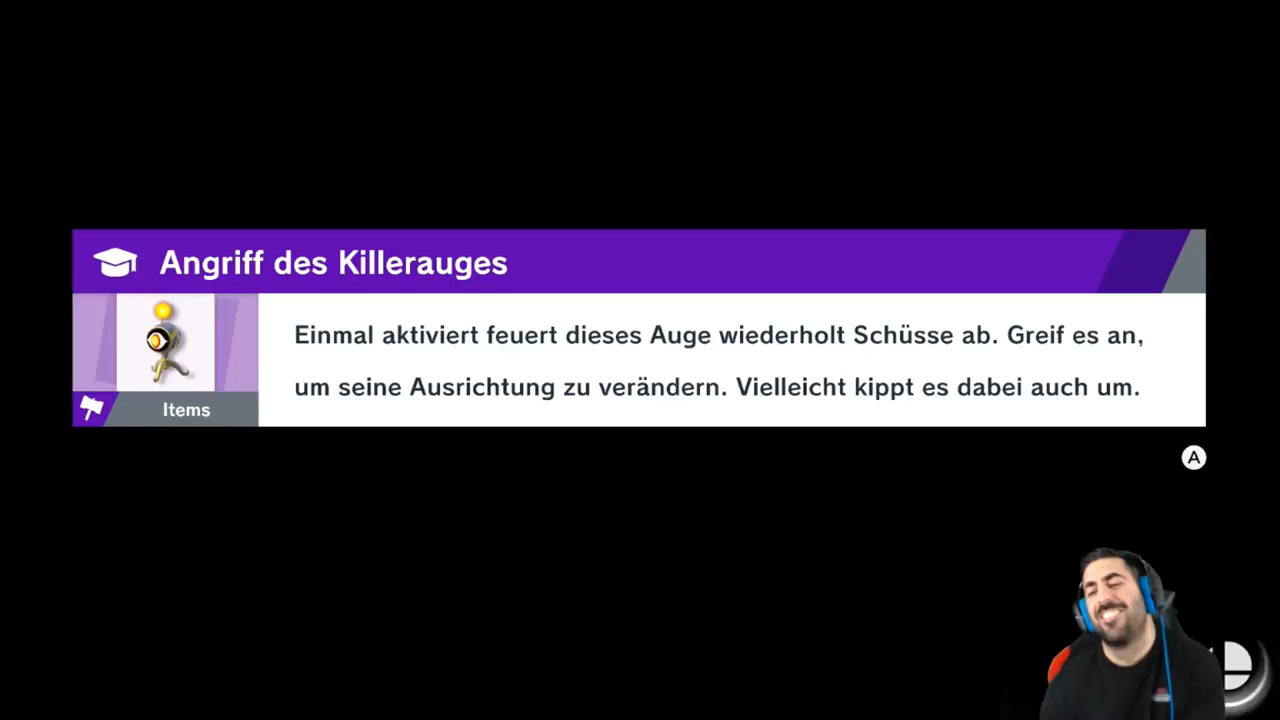 Angriff des Killerauges
Einmal aktiviert feuert dieses Auge wiederholt Schüsse ab. Greif es an,
um seine Ausrichtung zu verändern. Vielleicht kippt es dabei auch um.
Items
A